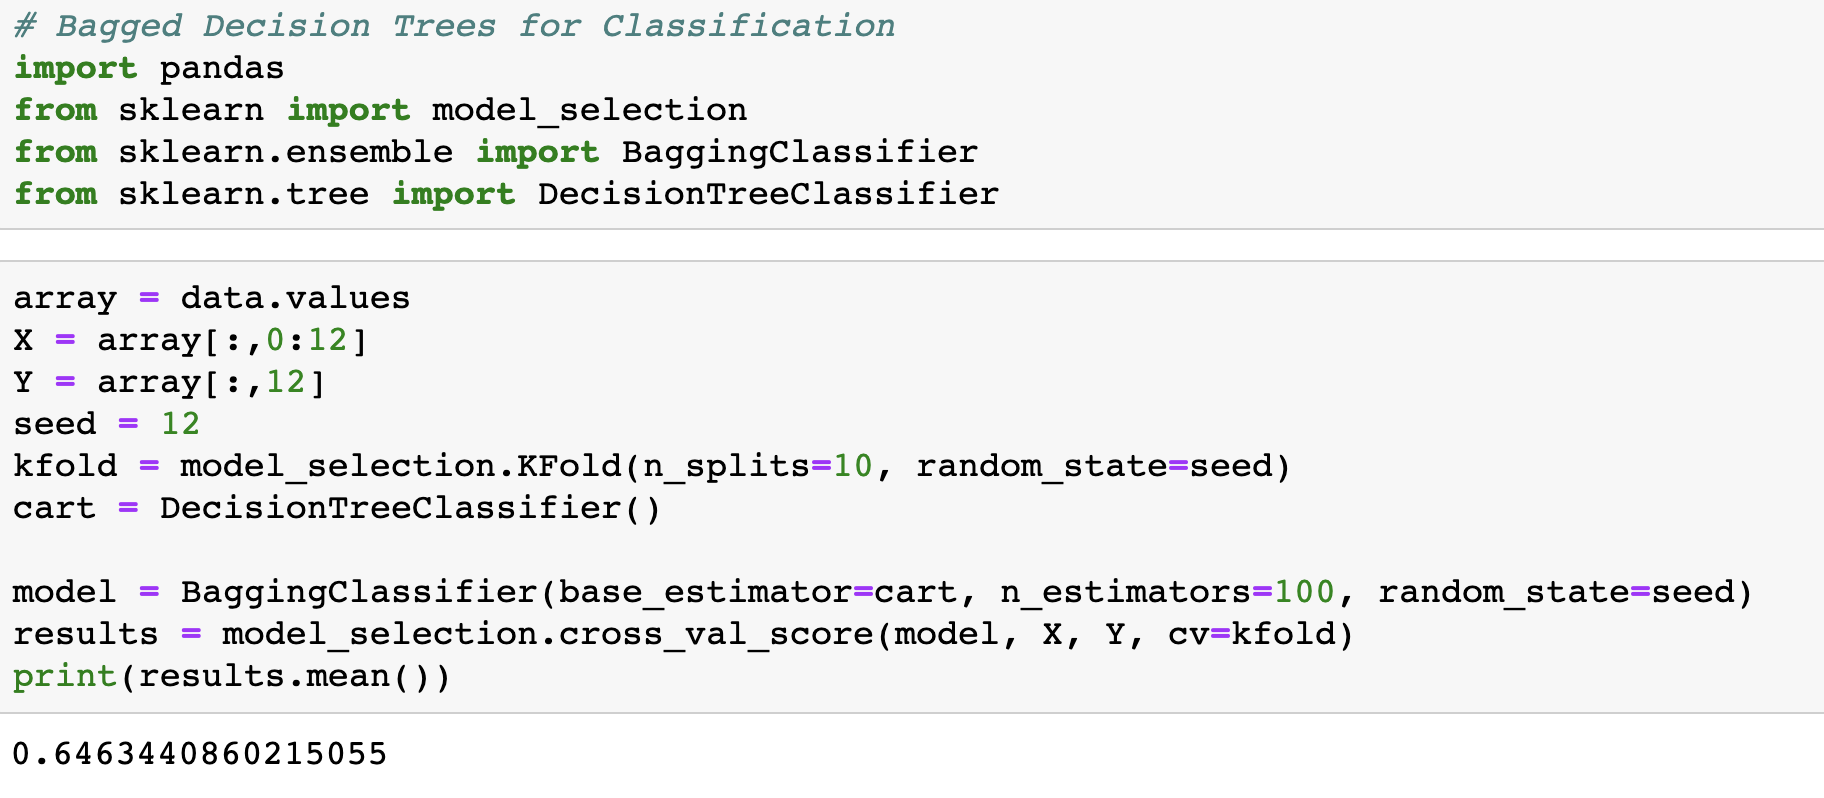 # Bagged Decision Trees for Classification
import pandas
from sklearn import model_selection
from sklearn.ensemble import BaggingClassifier
from sklearn.tree import DecisionTreeClassifier
array = data.values
X = array[:,0:12]
Y = array[:,12]
seed = 12
kfold = model_selection.KFold(n_splits=10, random_state=seed)
cart = DecisionTreeClassifier()
model = BaggingClassifier(base_estimator=cart, n_estimators=100, random_state=seed)
results = model_selection.cross_val_score(model, X, Y, cv=kfold)
print(results.mean())
0.6463440860215055